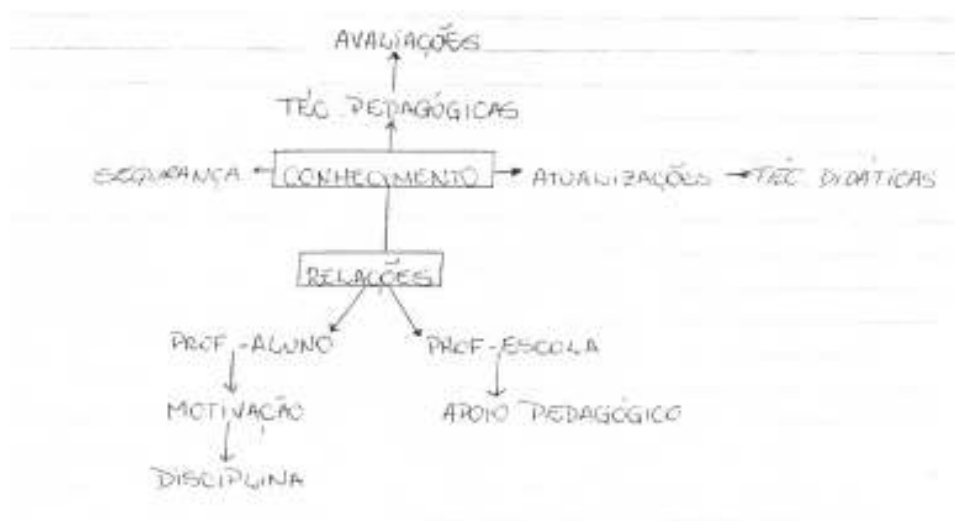 AVALIAÇÕES
TÉC. PEDAGÓGICAS
SEGURANÇA CONHECIMENTO ATUALIZAÇÕES TÉC DIDÁTICAS
RELAÇÕES
PROF-ALUNO PROF-ESCOLA
MOTIVAÇÃO APOIO PEDAGÓGICO
DISCIPLINA